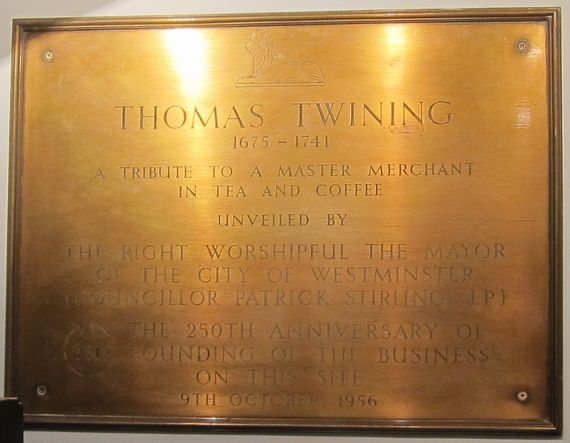 THOMAS TWINING
1675 - 1741
A TRIBUTE TO A MASTER MERCHANT
IN TEA AND COFFEE
UNVEILED BY
THE RIGHT WORSHIPFUL THE MAYOR
OF THE CITY OF WESTMINSTER
(COUNCILLOR PATRICK STIRLING, J.P.)
ON THE 250TH ANNIVERSARY OF
THE FOUNDING OF THE BUSINESS
ON THIS SITE
9TH OCTOBER, 1956